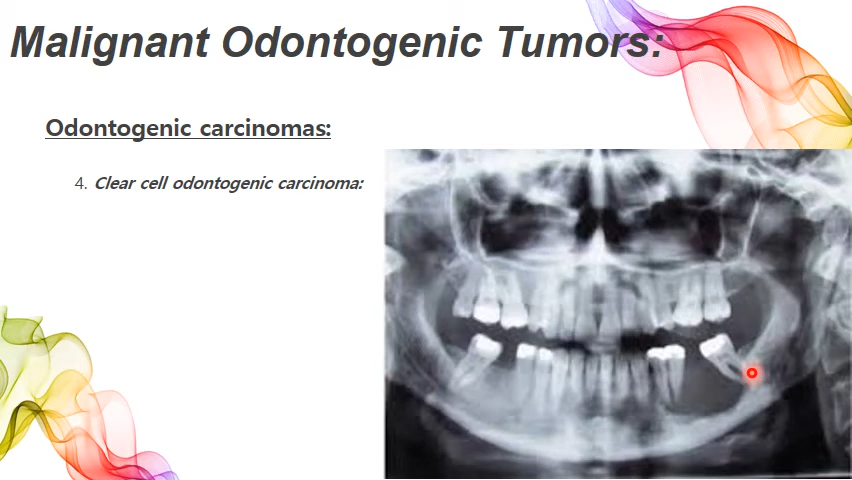 Malignant Odontogenic Tumors:
Odontogenic carcinomas:
4. Clear cell odontogenic carcinoma: